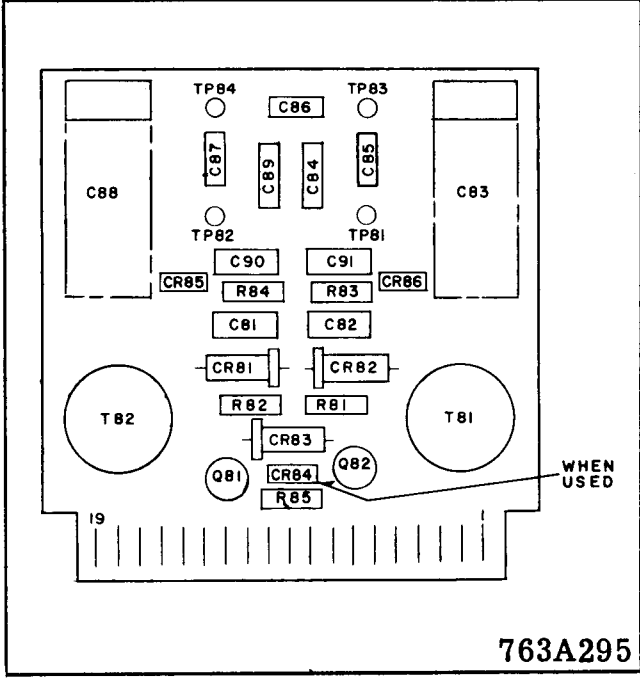 TP84 TP83
C86
C87 C89 C84 C85
C88 C83
TP82 TP81
C90 C91
CR85 CR86
R84 R83
C81 C82
CR81 CR82
R82 R81
T82 T81
CR83
Q81 CR84 Q82
WHEN
USED
R85
19 1
763A295